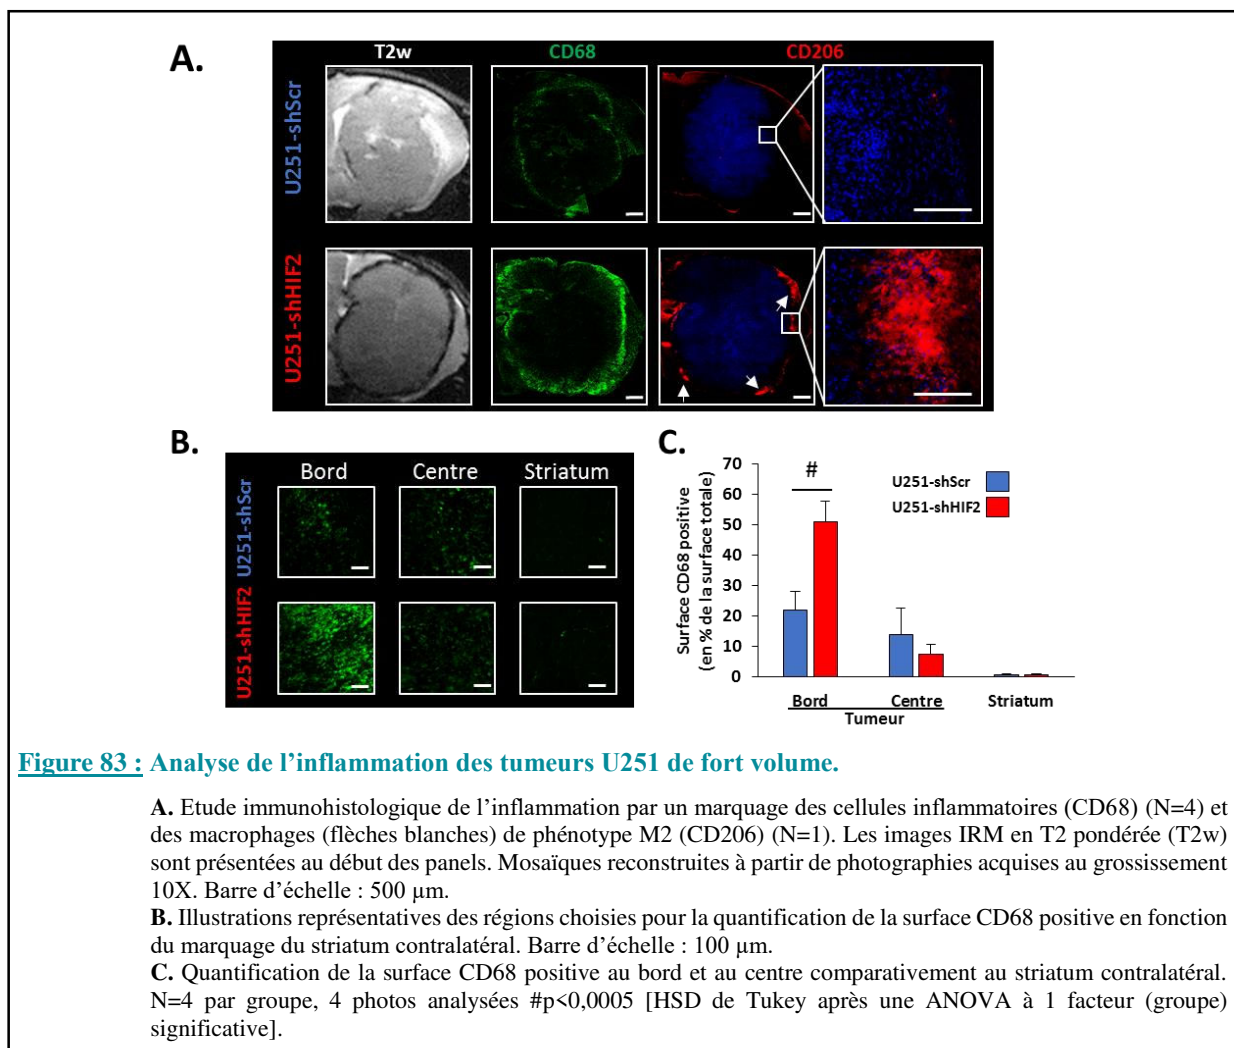 A.
T2w
CD68
CD206
U251-shScr
U251-shHIF2
B.
Bord
Centre
Striatum
U251-shScr
U251-shHIF2
C.
Surface CD68 positive
(en % de la surface totale)
70
60
50
40
30
20
10
0
#
U251-shScr
U251-shHIF2
Bord
Centre
Striatum
Tumeur
Figure 83 : Analyse de l’inflammation des tumeurs U251 de fort volume.
A. Etude immunohistologique de l’inflammation par un marquage des cellules inflammatoires (CD68) (N=4) et
des macrophages (flèches blanches) de phénotype M2 (CD206) (N=1). Les images IRM en T2 pondérée (T2w)
sont présentées au début des panels. Mosaïques reconstruites à partir de photographies acquises au grossissement
10X. Barre d’échelle : 500 µm.
B. Illustrations représentatives des régions choisies pour la quantification de la surface CD68 positive en fonction
du marquage du striatum contralatéral. Barre d’échelle : 100 µm.
C. Quantification de la surface CD68 positive au bord et au centre comparativement au striatum contralatéral.
N=4 par groupe, 4 photos analysées #p<0,0005 [HSD de Tukey après une ANOVA à 1 facteur (groupe)
significative].